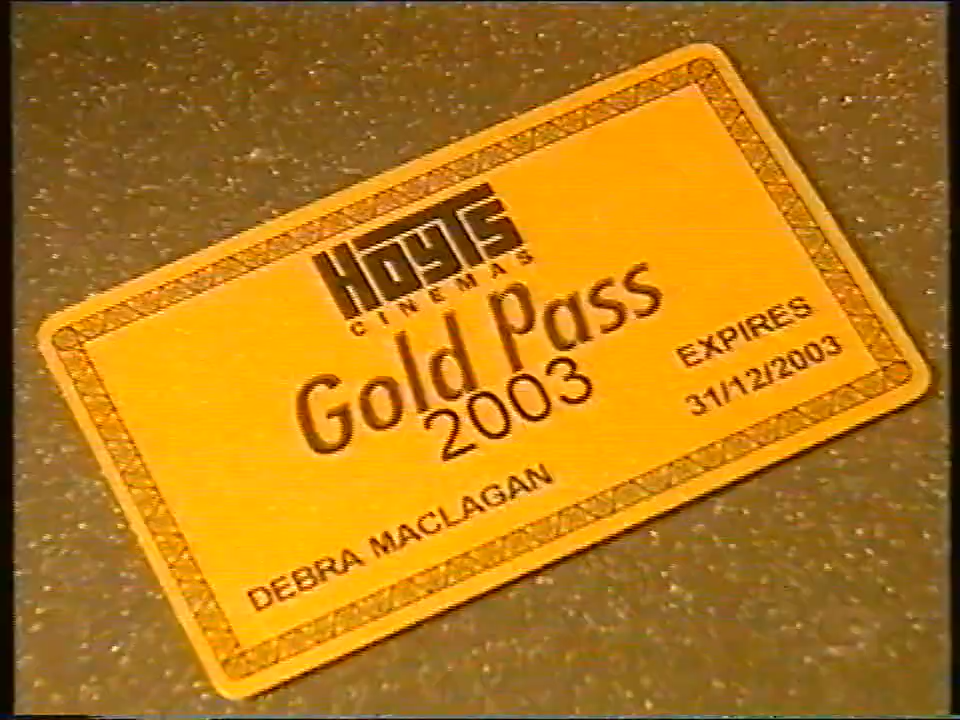 HOYTS
CINEMAS
Gold Pass
2003
EXPIRES
31/12/2003
DEBRA MACLAGAN